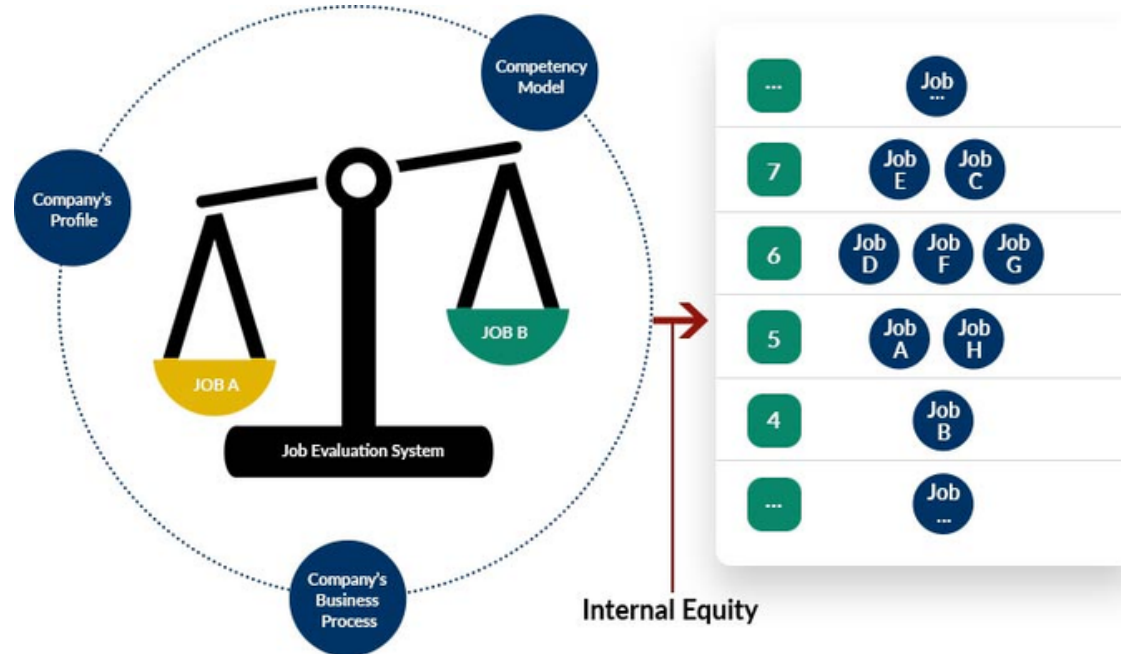 Competency
Model
Company's
Profile
JOB A
JOB B
Job Evaluation System
Company's
Business
Process
Internal Equity
...
Job
...
7
Job
E
Job
C
6
Job
D
Job
F
Job
G
5
Job
A
Job
H
4
Job
B
...
Job
...